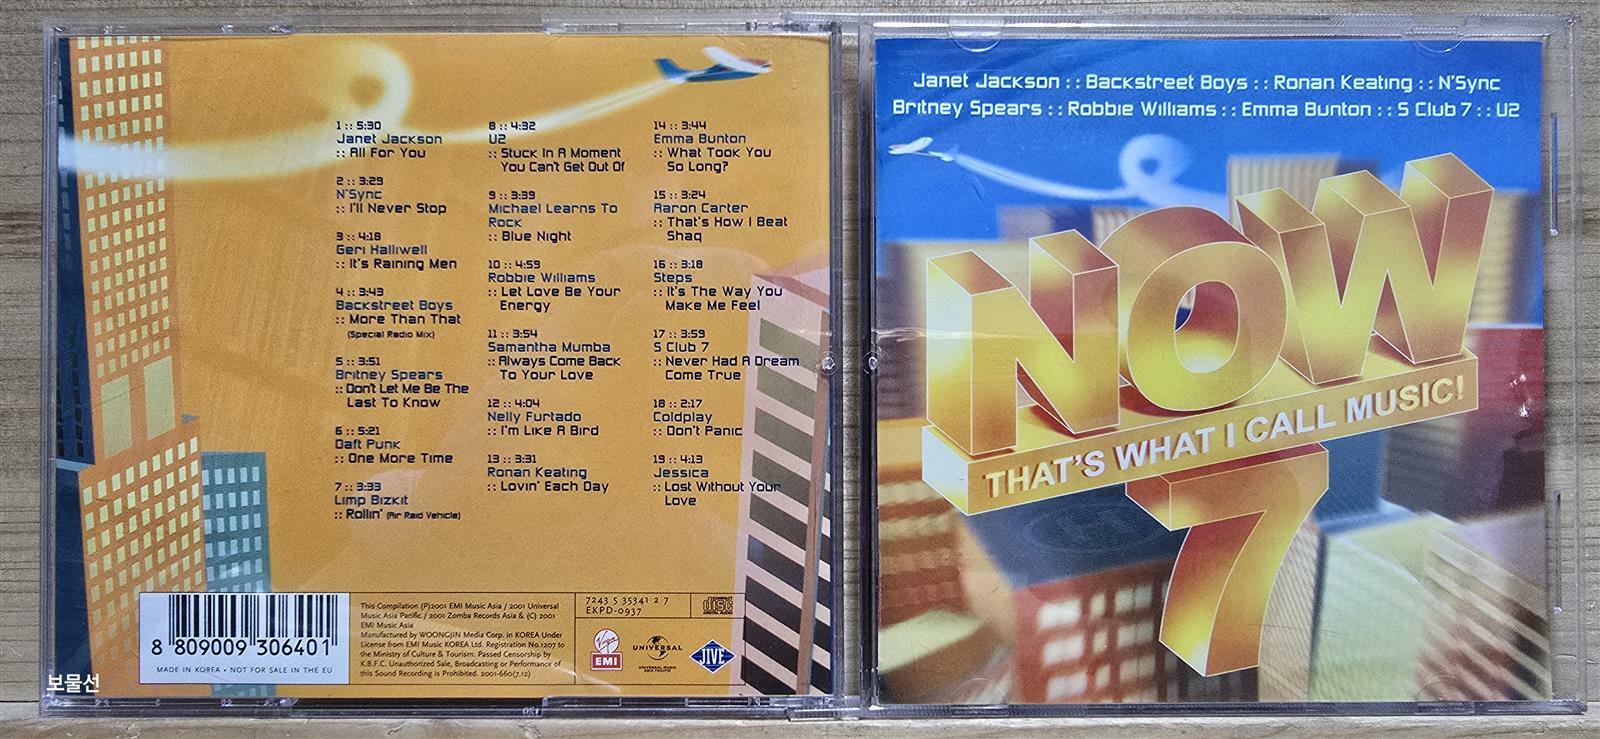 1 :: 5:30
Janet Jackson
:: All For You
2 :: 3:29
N'Sync
:: I'll Never Stop
3 :: 4:18
Geri Halliwell
:: It's Raining Men
4 :: 3:43
Backstreet Boys
:: More Than That
(Special Radio Mix)
5 :: 3:51
Britney Spears
:: Don't Let Me Be The
Last To Know
6 :: 5:21
Daft Punk
:: One More Time
7 :: 3:33
Limp Bizkit
:: Rollin' (Air Raid Vehicle)
8 :: 4:32
U2
:: Stuck In A Moment
You Can't Get Out Of
9 :: 3:39
Michael Learns To
Rock
:: Blue Night
10 :: 4:59
Robbie Williams
:: Let Love Be Your
Energy
11 :: 3:54
Samantha Mumba
:: Always Come Back
To Your Love
12 :: 4:04
Nelly Furtado
:: I'm Like A Bird
13 :: 3:31
Ronan Keating
:: Lovin' Each Day
14 :: 3:44
Emma Bunton
:: What Took You
So Long?
15 :: 3:24
Aaron Carter
:: That's How I Beat
Shaq
16 :: 3:18
Steps
:: It's The Way You
Make Me Feel
17 :: 3:59
S Club 7
:: Never Had A Dream
Come True
18 :: 2:17
Coldplay
:: Don't Panic
19 :: 4:13
Jessica
:: Lost Without Your
Love
8 809009 306401
MADE IN KOREA • NOT FOR SALE IN THE EU
This Compilation (P)2001 EMI Music Asia / 2001 Universal
Music Asia Pacific / 2001 Zomba Records Asia & (C) 2001
EMI Music Asia
Manufactured by WOONGJIN Media Corp. in KOREA Under
License from EMI Music KOREA Ltd. Registration No.1207 to
the Ministry of Culture & Tourism. Passed Censorship by
K.B.F.C. Unauthorized Sale, Broadcasting or Performance of
this Sound Recording is Prohibited. 2001-660(7.12)
7243 5 35341 2 7
EKPD-0937
COMPACT
disc
DIGITAL AUDIO
Virgin
EMI
UNIVERSAL
UNIVERSAL MUSIC
ASIA PACIFIC
JIVE
보물선
Janet Jackson :: Backstreet Boys :: Ronan Keating :: N'Sync
Britney Spears :: Robbie Williams :: Emma Bunton :: S Club 7 :: U2
NOW
THAT'S WHAT I CALL MUSIC!
7